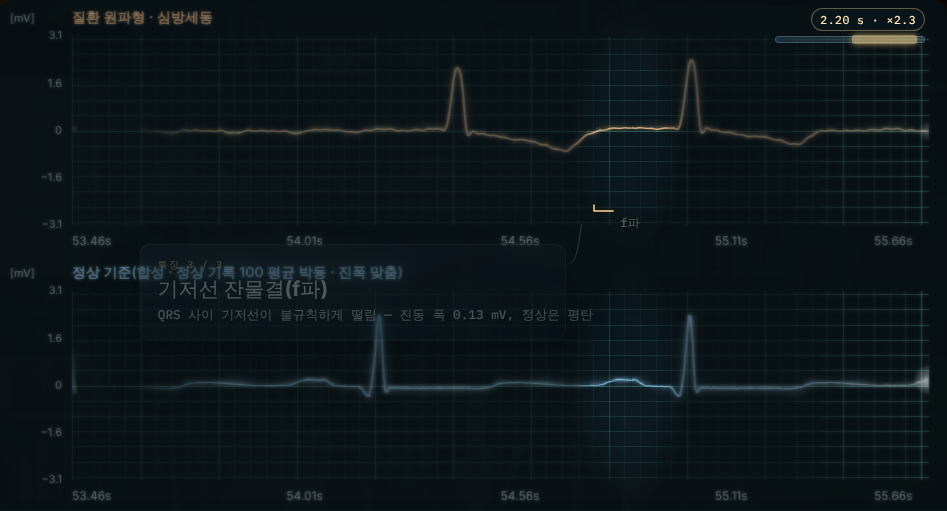 [mV]
질환 원파형 · 심방세동
2.20 s · ×2.3
3.1
1.6
0
−1.6
−3.1
f파
53.46s
54.01s
54.56s
55.11s
55.66s
[mV]
정상 기준(합성 · 정상 기록 100 평균 박동 · 진폭 맞춤)
특징 3 / 3
기저선 잔물결(f파)
QRS 사이 기저선이 불규칙하게 떨림 — 진동 폭 0.13 mV, 정상은 평탄
3.1
1.6
0
−1.6
−3.1
53.46s
54.01s
54.56s
55.11s
55.66s